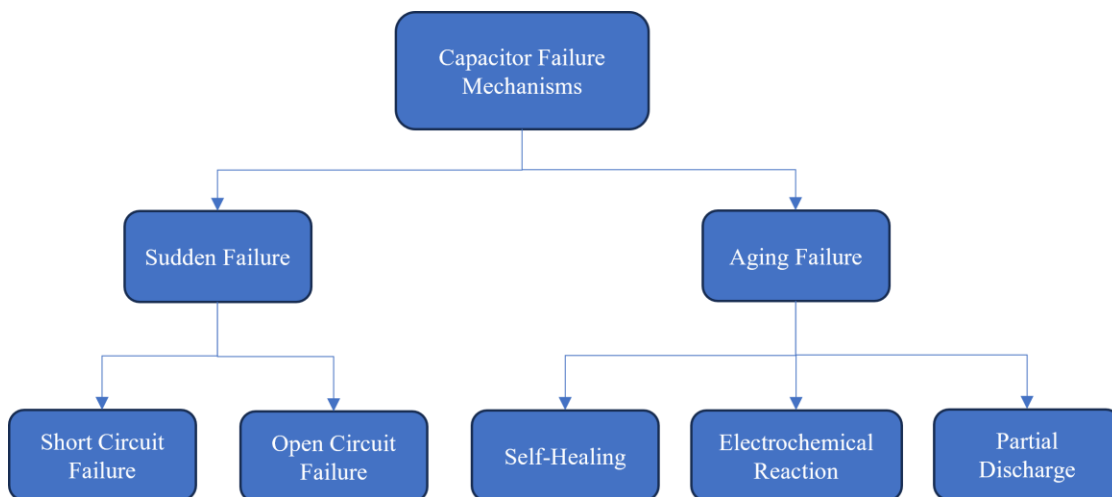 Capacitor Failure
Mechanisms
Sudden Failure
Aging Failure
Short Circuit
Failure
Open Circuit
Failure
Self-Healing
Electrochemical
Reaction
Partial
Discharge